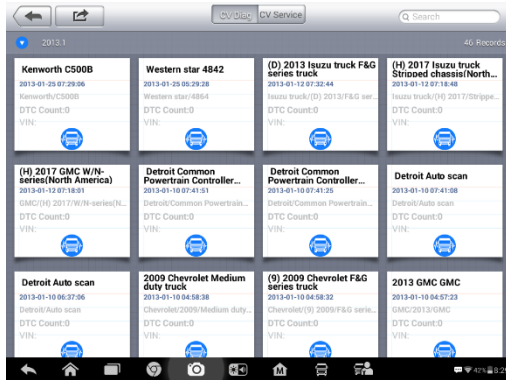 CV Diag CV Service
Search
2013.1
46 Records
Kenworth C500B
2013-01-25 07:29:06
Kenworth/C500B
DTC Count:0
VIN:
Western star 4842
2013-01-25 05:29:28
Western star/4864
DTC Count:0
VIN:
(D) 2013 Isuzu truck F&G
series truck
2013-01-12 07:32:44
Isuzu truck/(D) 2013/F&G ser...
DTC Count:0
VIN:
(H) 2017 Isuzu truck
Stripped chassis(North...
2013-01-12 07:18:48
Isuzu truck/(H) 2017/Strippe...
DTC Count:0
VIN:
(H) 2017 GMC W/N-
series(North America)
2013-01-12 07:18:01
GMC/(H) 2017/W/N-series(N...
DTC Count:0
VIN:
Detroit Common
Powertrain Controller...
2013-01-10 07:41:51
Detroit/Common Powertrain...
DTC Count:0
VIN:
Detroit Common
Powertrain Controller...
2013-01-10 07:41:25
Detroit/Common Powertrain...
DTC Count:0
VIN:
Detroit Auto scan
2013-01-10 07:41:08
Detroit/Auto scan
DTC Count:0
VIN:
Detroit Auto scan
2013-01-10 06:37:06
Detroit/Auto scan
DTC Count:0
VIN:
2009 Chevrolet Medium
duty truck
2013-01-10 04:58:38
Chevrolet/2009/Medium duty...
DTC Count:0
VIN:
(9) 2009 Chevrolet F&G
series truck
2013-01-10 04:58:32
Chevrolet/(9) 2009/F&G serie...
DTC Count:0
VIN:
2013 GMC GMC
2013-01-10 04:57:23
GMC/2013/GMC
DTC Count:0
VIN:
M
42%